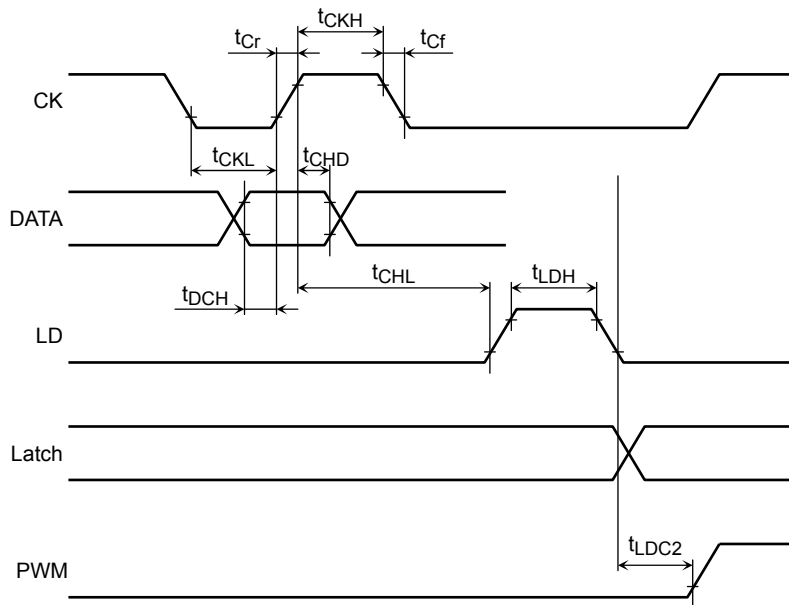 tCKH
tCr
tCf
CK
tCKL
tCHD
DATA
tCHL
tLDH
tDCH
LD
Latch
tLDC2
PWM